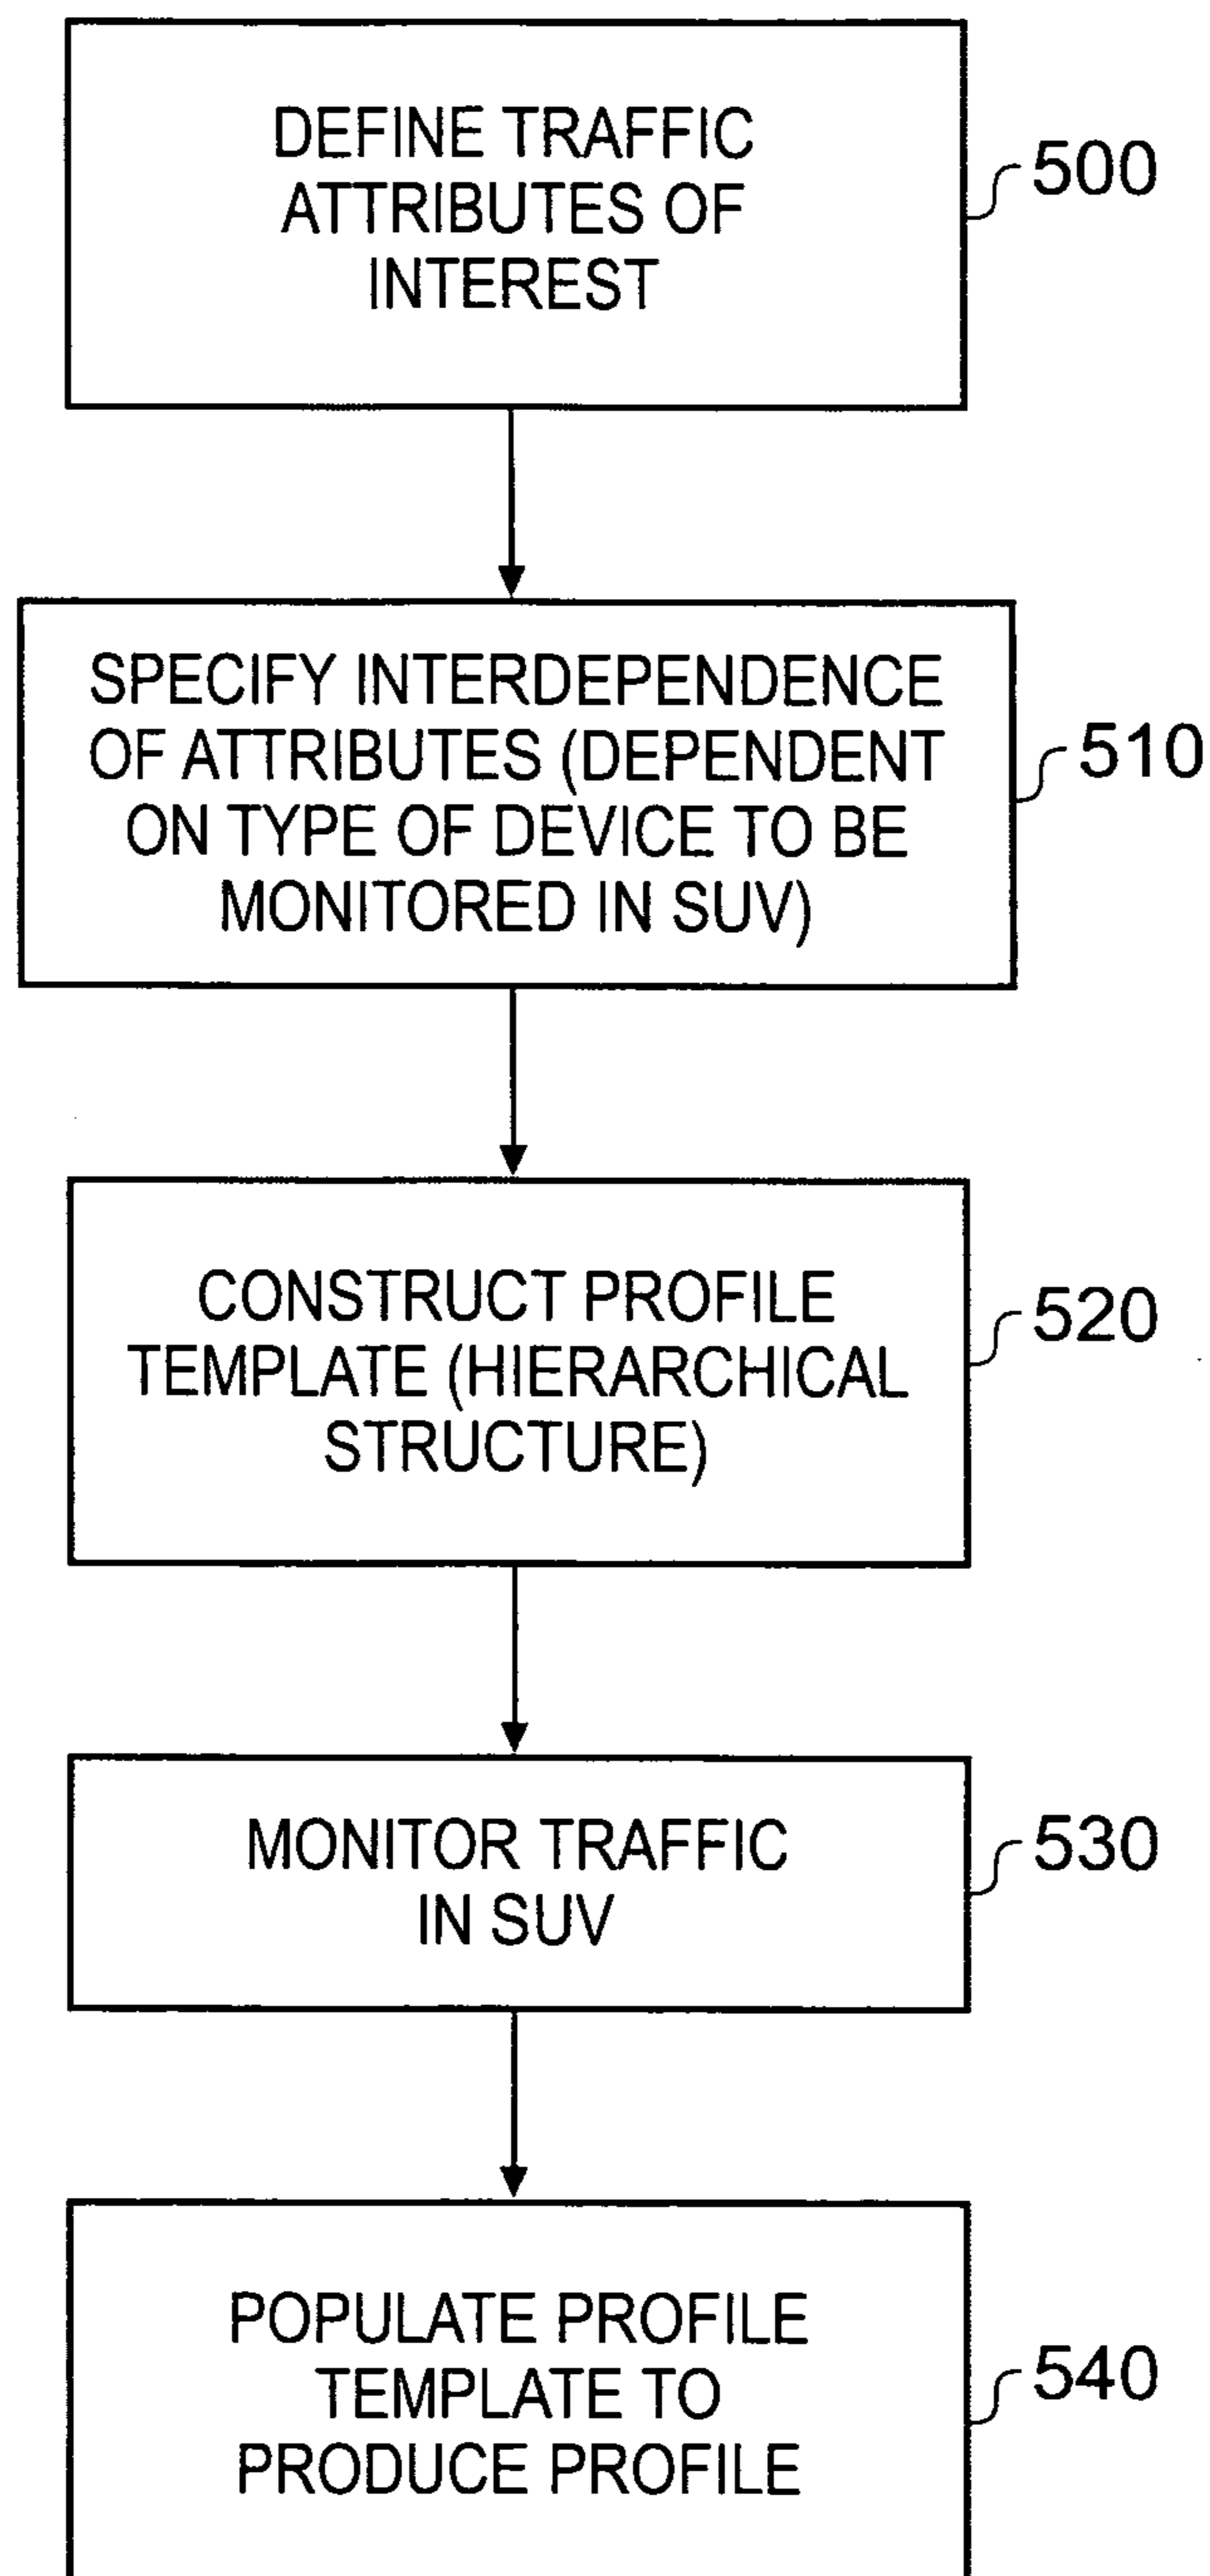 DEFINE TRAFFIC
ATTRIBUTES OF
INTEREST
500
SPECIFY INTERDEPENDENCE
OF ATTRIBUTES (DEPENDENT
ON TYPE OF DEVICE TO BE
MONITORED IN SUV)
510
CONSTRUCT PROFILE
TEMPLATE (HIERARCHICAL
STRUCTURE)
520
MONITOR TRAFFIC
IN SUV
530
POPULATE PROFILE
TEMPLATE TO
PRODUCE PROFILE
540